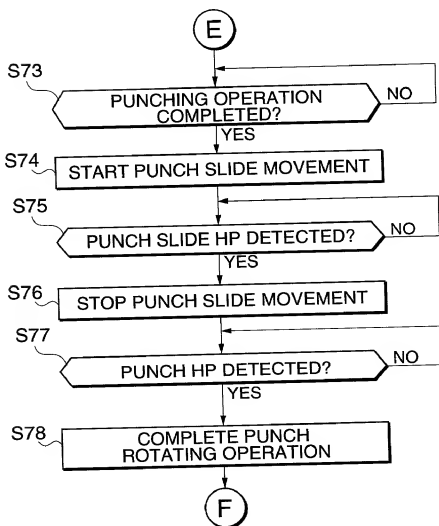 E
S73
PUNCHING OPERATION
COMPLETED?
NO
YES
S74
START PUNCH SLIDE MOVEMENT
S75
PUNCH SLIDE HP DETECTED?
NO
YES
S76
STOP PUNCH SLIDE MOVEMENT
S77
PUNCH HP DETECTED?
NO
YES
S78
COMPLETE PUNCH
ROTATING OPERATION
F